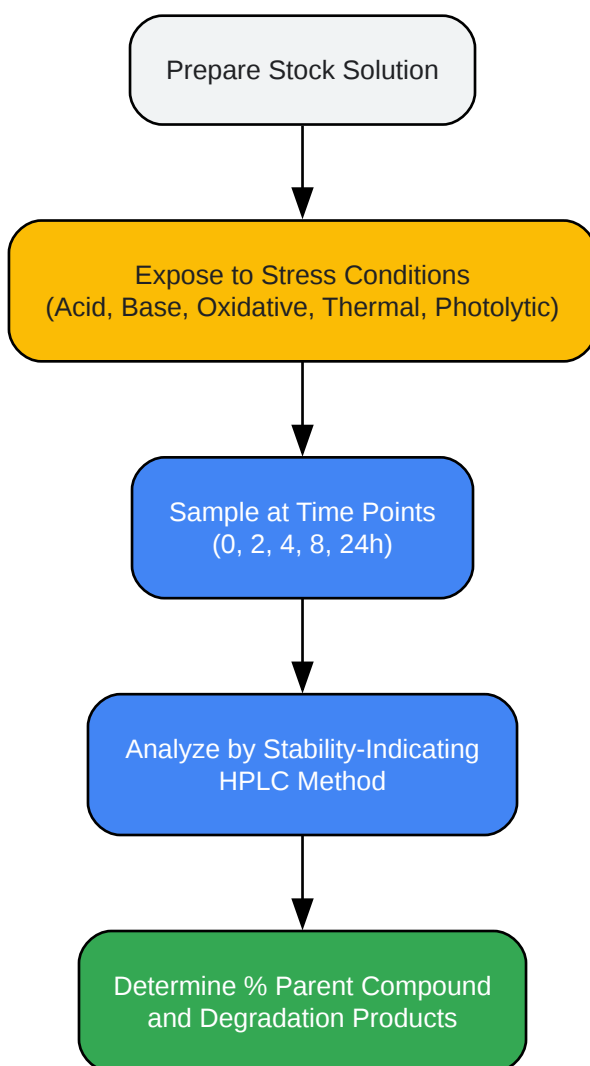 Prepare Stock Solution
Expose to Stress Conditions
(Acid, Base, Oxidative, Thermal, Photolytic)
Sample at Time Points
(0, 2, 4, 8, 24h)
Analyze by Stability-Indicating
HPLC Method
Determine % Parent Compound
and Degradation Products